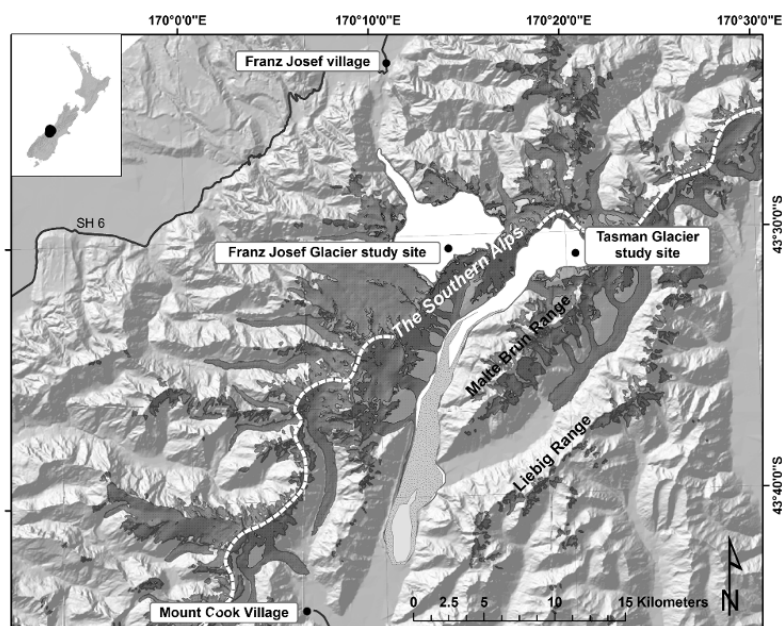 170°0'0"E 170°10'0"E 170°20'0"E 170°30'0"E
Franz Josef village
SH 6
43°30'0"S
Franz Josef Glacier study site
The Southern Alps
Tasman Glacier
study site
Malte Brun Range
Liebig Range
43°40'0"S
Mount Cook Village
0 2.5 5 10 15 Kilometers
N